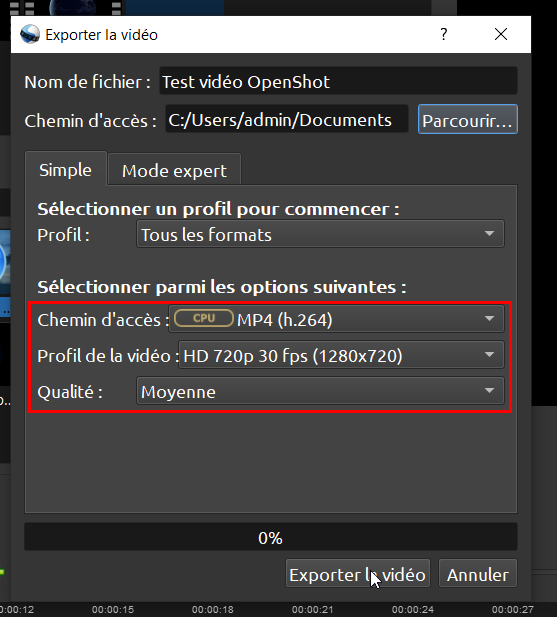 Exporter la vidéo ?
Nom de fichier : Test vidéo OpenShot
Chemin d'accès : C:/Users/admin/Documents Parcourir...
Simple Mode expert
Sélectionner un profil pour commencer :
Profil : Tous les formats
Sélectionner parmi les options suivantes :
Chemin d'accès : CPU MP4 (h.264)
Profil de la vidéo : HD 720p 30 fps (1280x720)
Qualité : Moyenne
0%
Exporter la vidéo Annuler
0:00:12 00:00:15 00:00:18 00:00:21 00:00:24 00:00:27